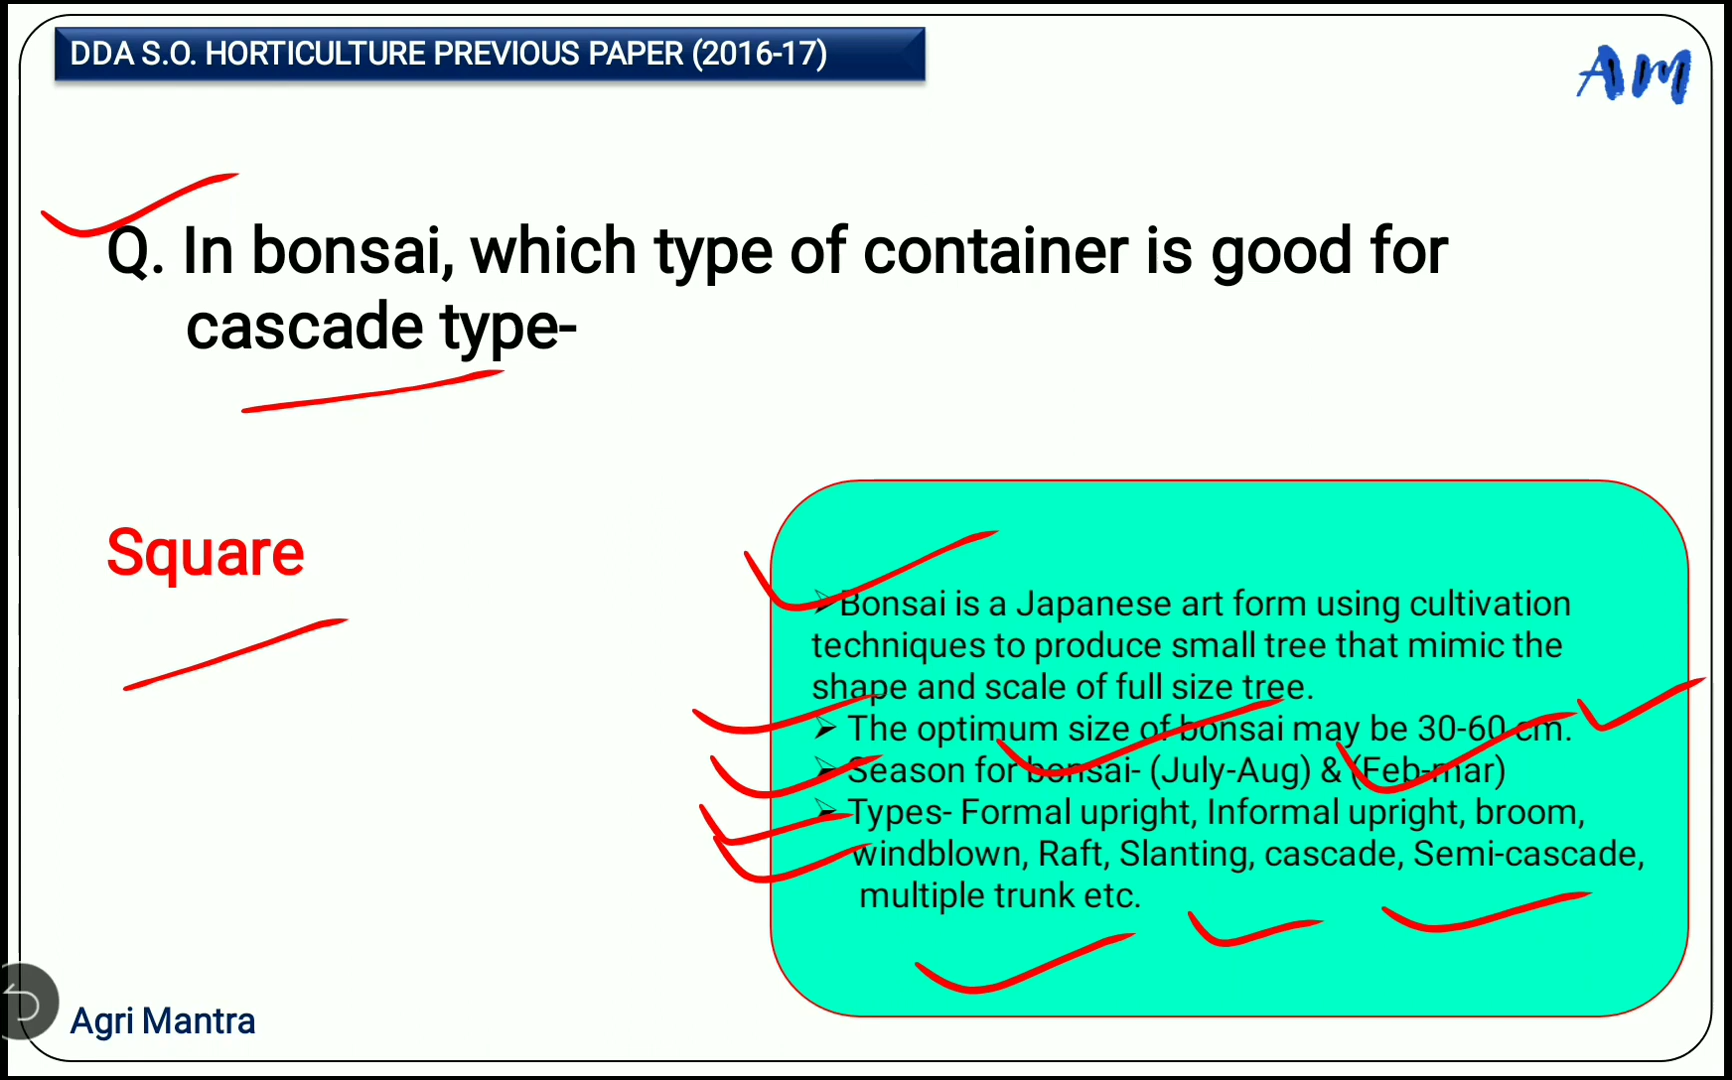 DDA S.O. HORTICULTURE PREVIOUS PAPER (2016-17)
AM
Q. In bonsai, which type of container is good for
cascade type-
Square
➢Bonsai is a Japanese art form using cultivation
techniques to produce small tree that mimic the
shape and scale of full size tree.
➢ The optimum size of bonsai may be 30-60 cm.
➢ Season for bonsai- (July-Aug) & (Feb-mar)
➢ Types- Formal upright, Informal upright, broom,
windblown, Raft, Slanting, cascade, Semi-cascade,
multiple trunk etc.
Agri Mantra